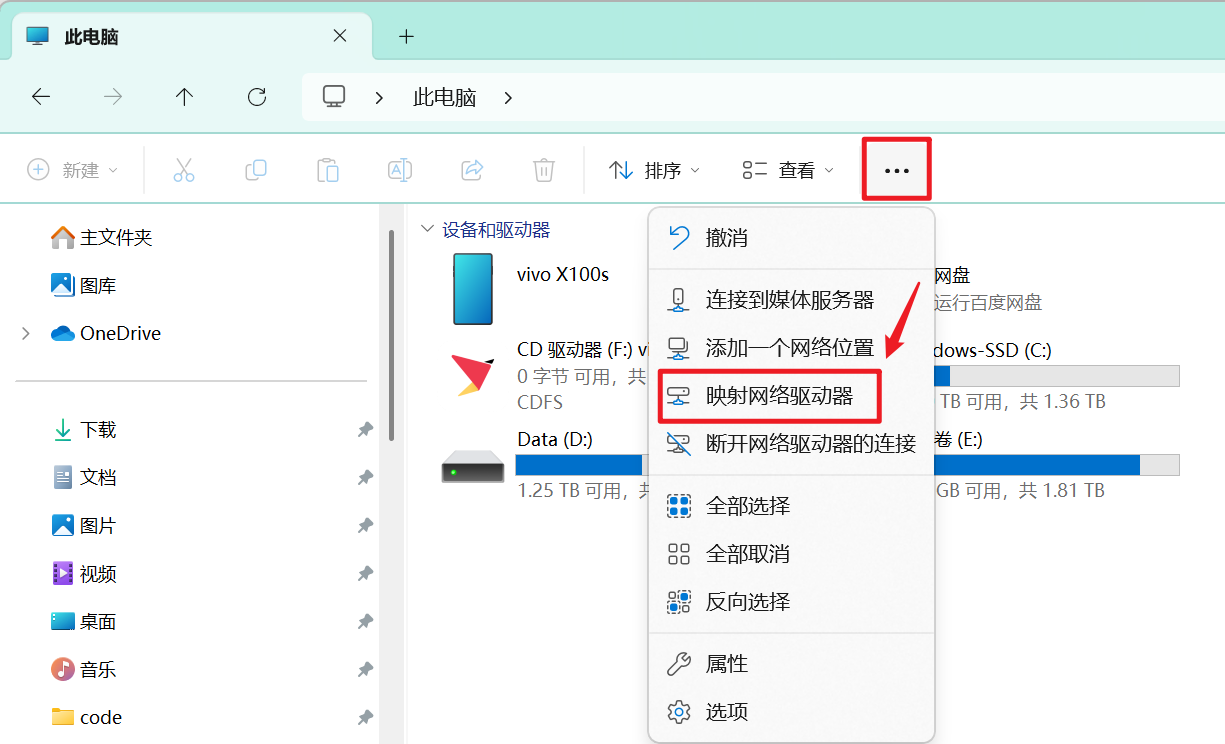 此电脑
此电脑
新建
排序
查看
主文件夹
图库
OneDrive
下载
文档
图片
视频
桌面
音乐
code
设备和驱动器
vivo X100s
CD 驱动器 (F:) vi
0 字节 可用，共
CDFS
Data (D:)
1.25 TB 可用，
撤消
连接到媒体服务器
添加一个网络位置
映射网络驱动器
断开网络驱动器的连接
全部选择
全部取消
反向选择
属性
选项
网盘
运行百度网盘
dows-SSD (C:)
TB 可用，共 1.36 TB
卷 (E:)
GB 可用，共 1.81 TB